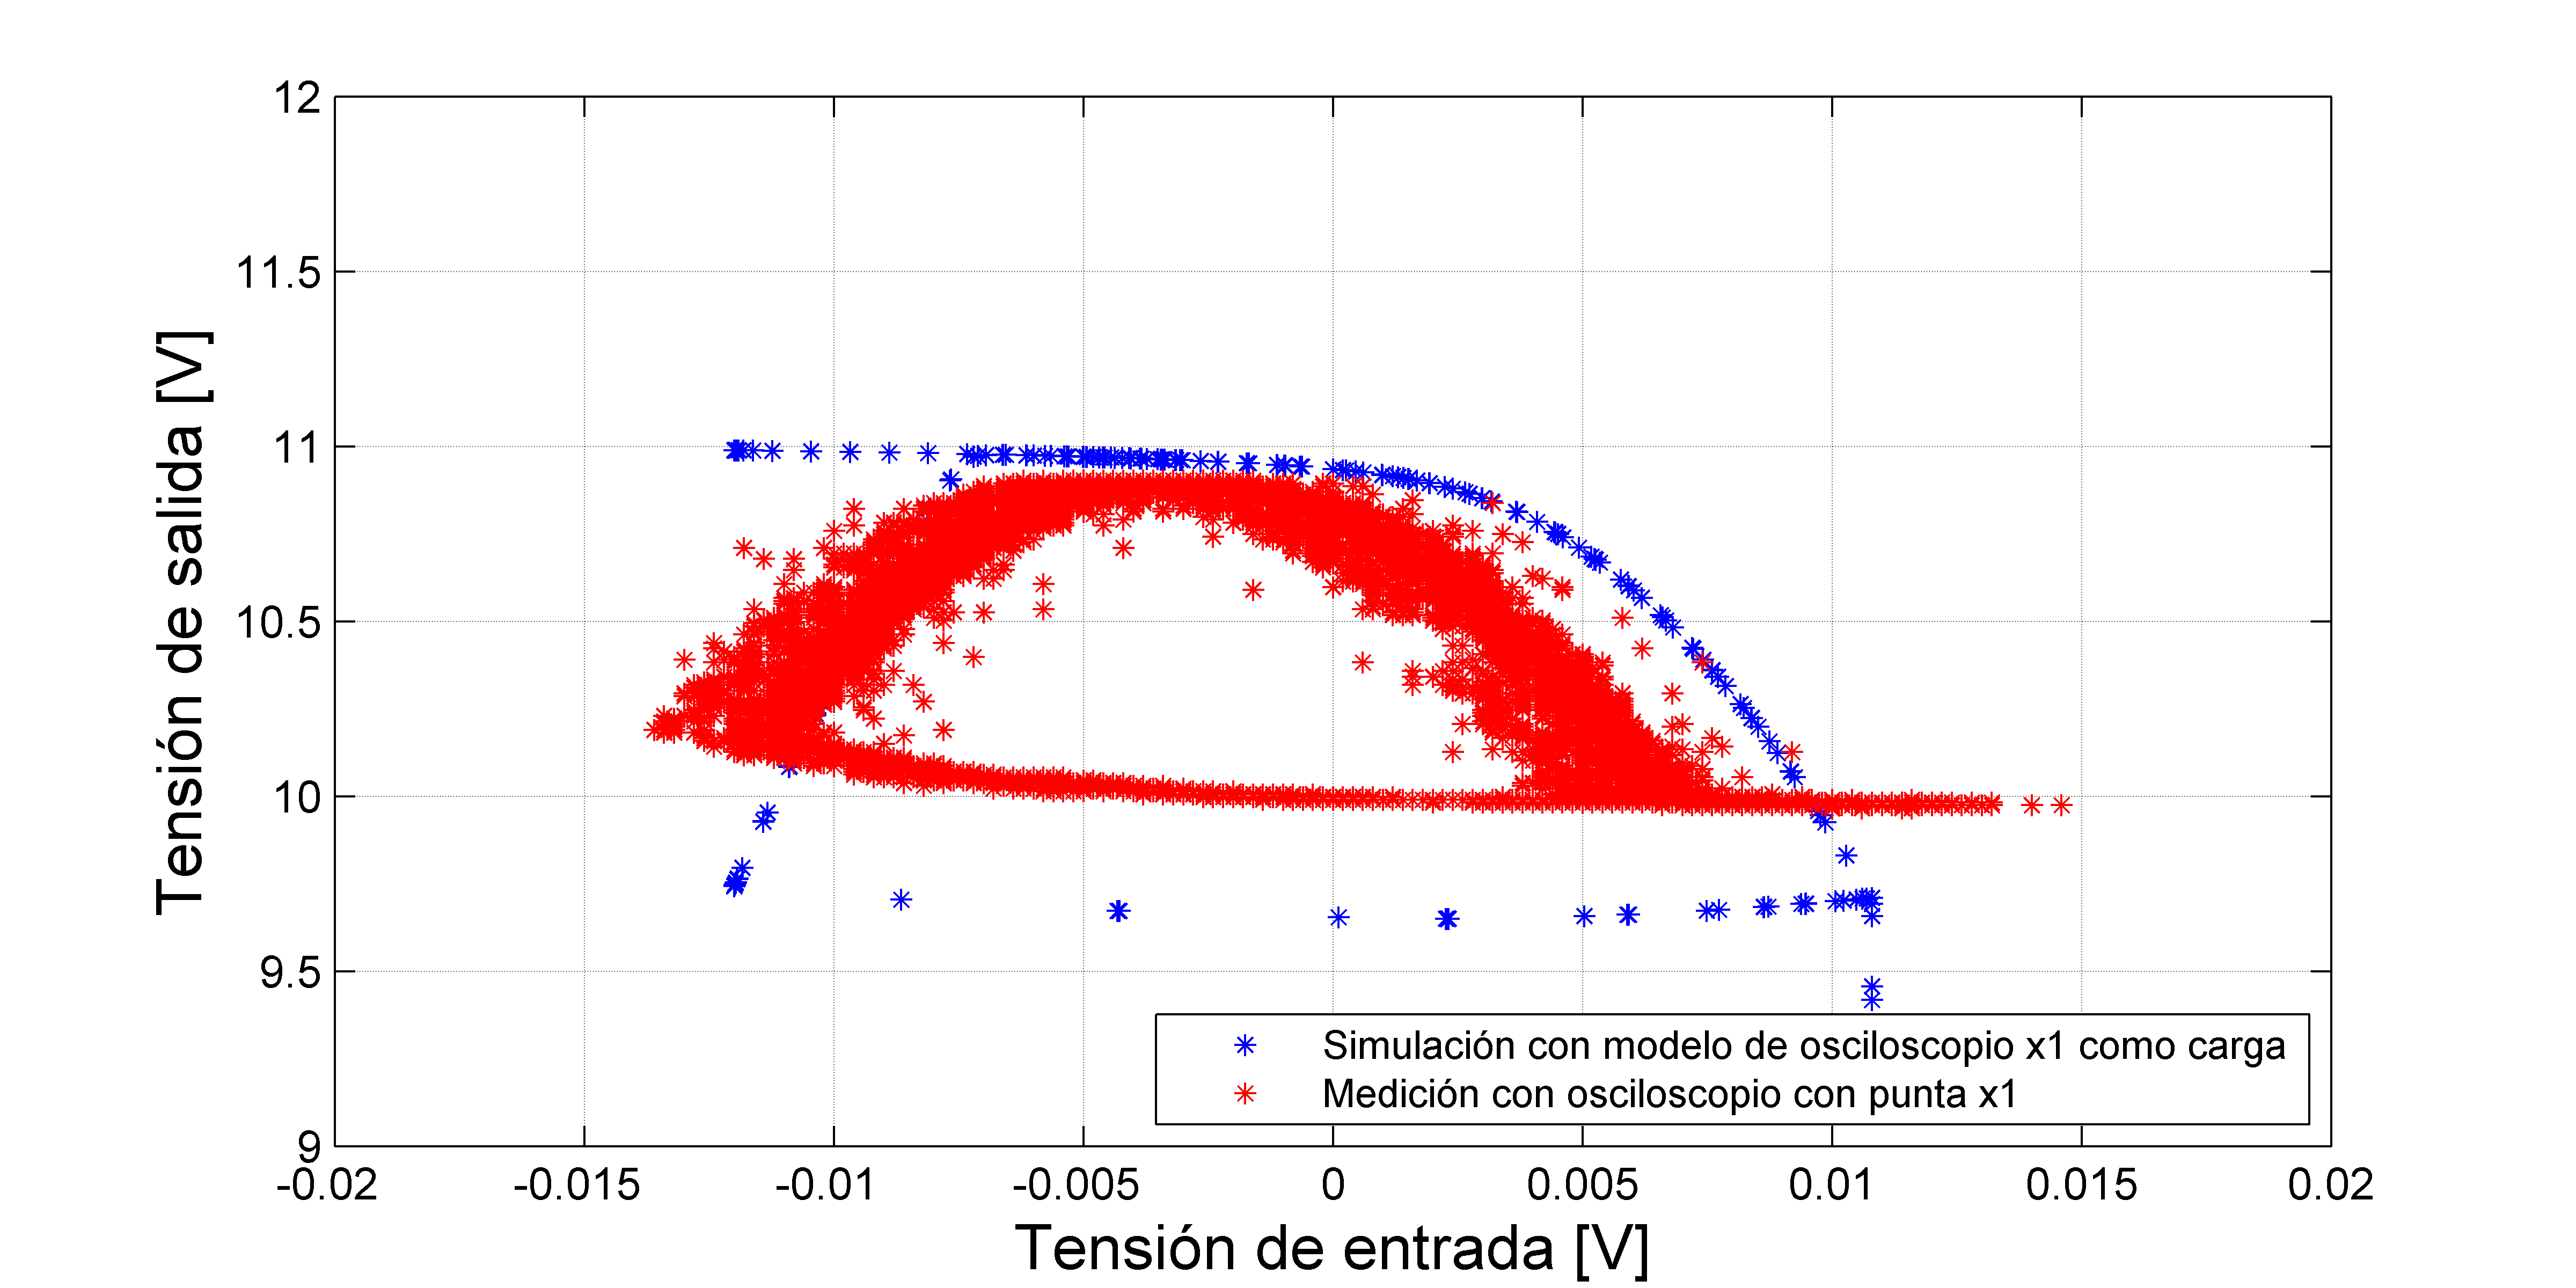 12
11.5
11
10.5
10
9.5
9
Tensión de salida [V]
Simulación con modelo de osciloscopio x1 como carga
Medición con osciloscopio con punta x1
-0.02 -0.015 -0.01 -0.005 0 0.005 0.01 0.015 0.02
Tensión de entrada [V]